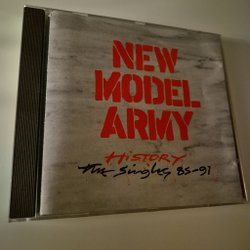 NEW
MODEL
ARMY
HiSTORY
the singles 85-91